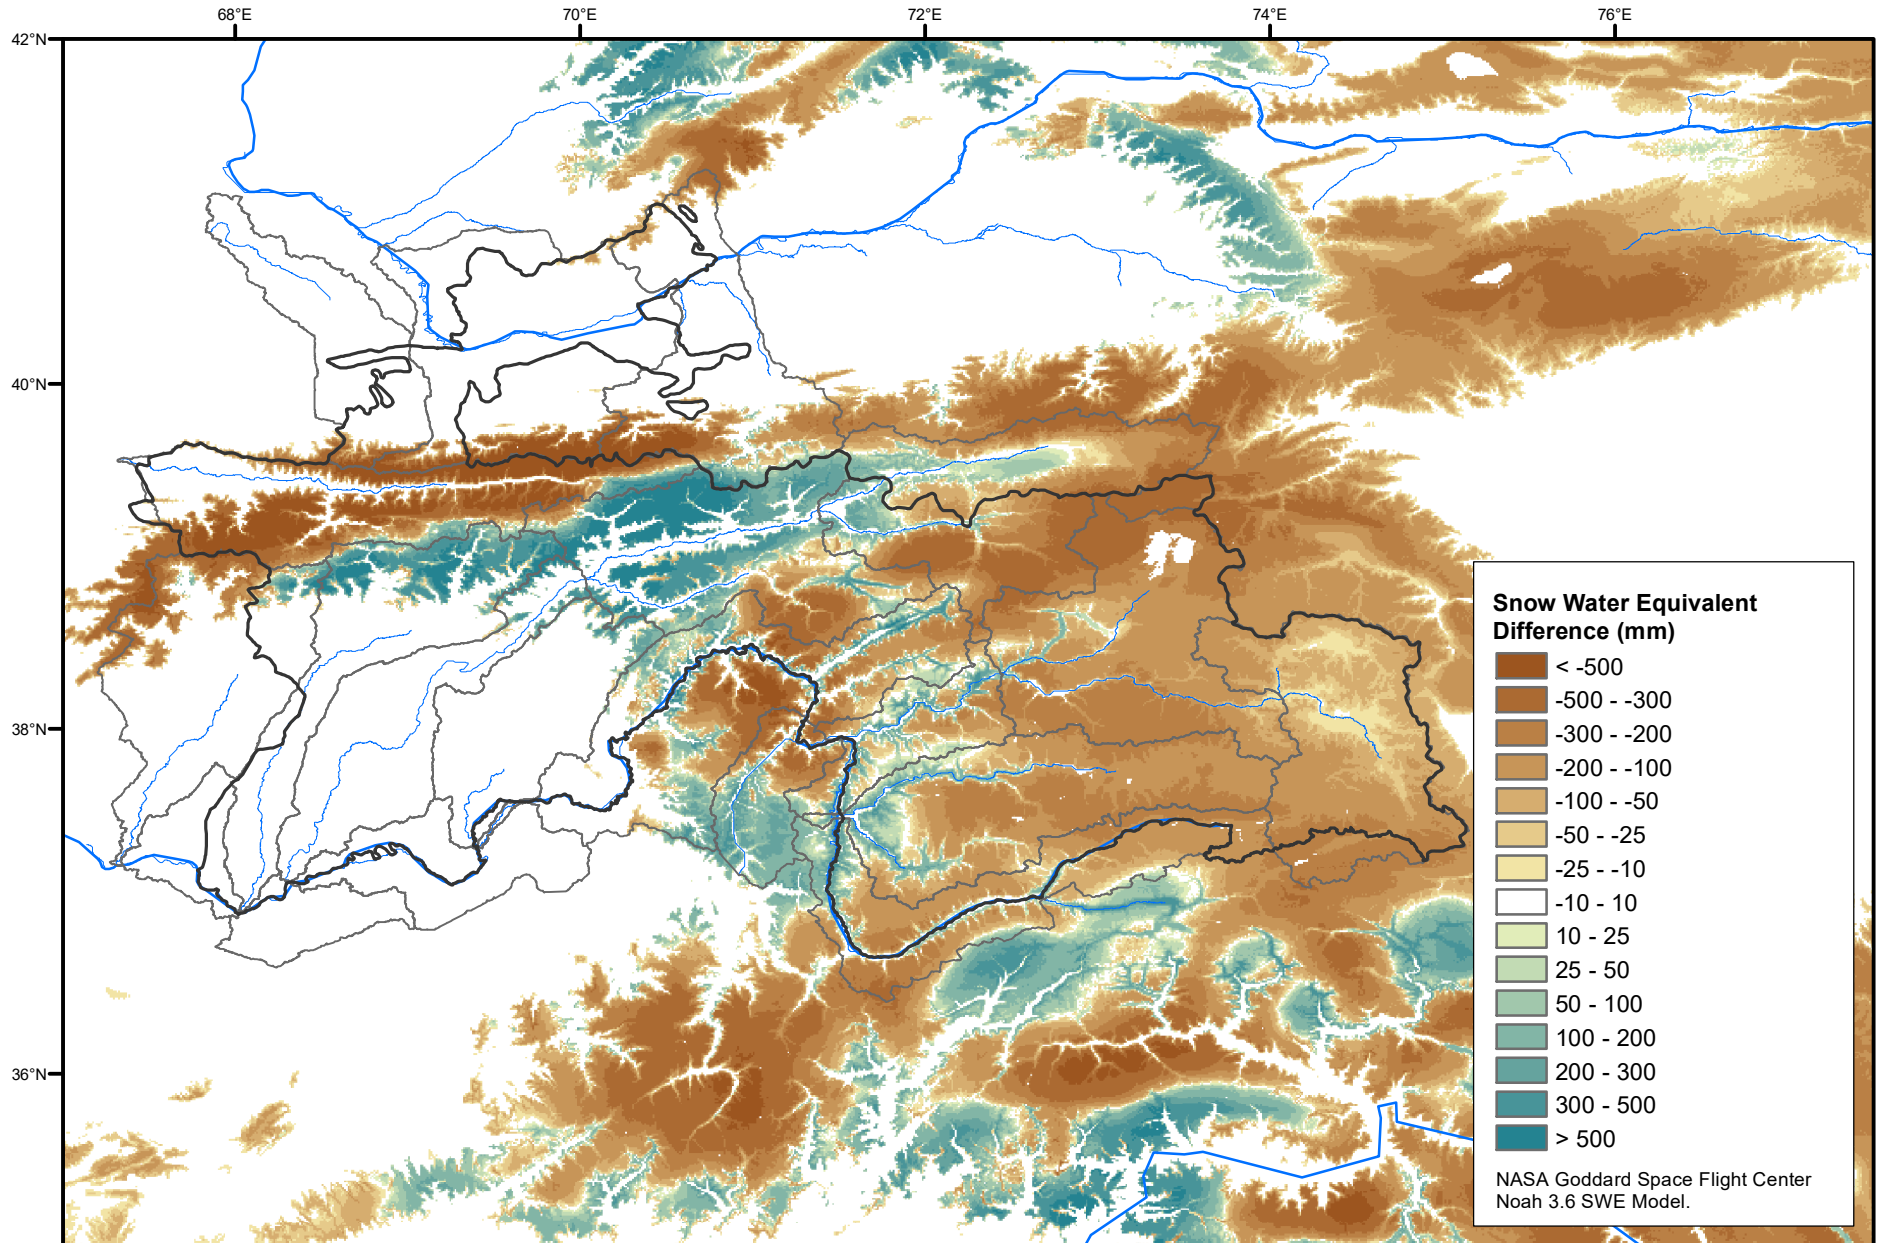 68°E 70°E 72°E 74°E 76°E
42°N
40°N
38°N
36°N
Snow Water Equivalent
Difference (mm)
< -500
-500 - -300
-300 - -200
-200 - -100
-100 - -50
-50 - -25
-25 - -10
-10 - 10
10 - 25
25 - 50
50 - 100
100 - 200
200 - 300
300 - 500
> 500
NASA Goddard Space Flight Center
Noah 3.6 SWE Model.